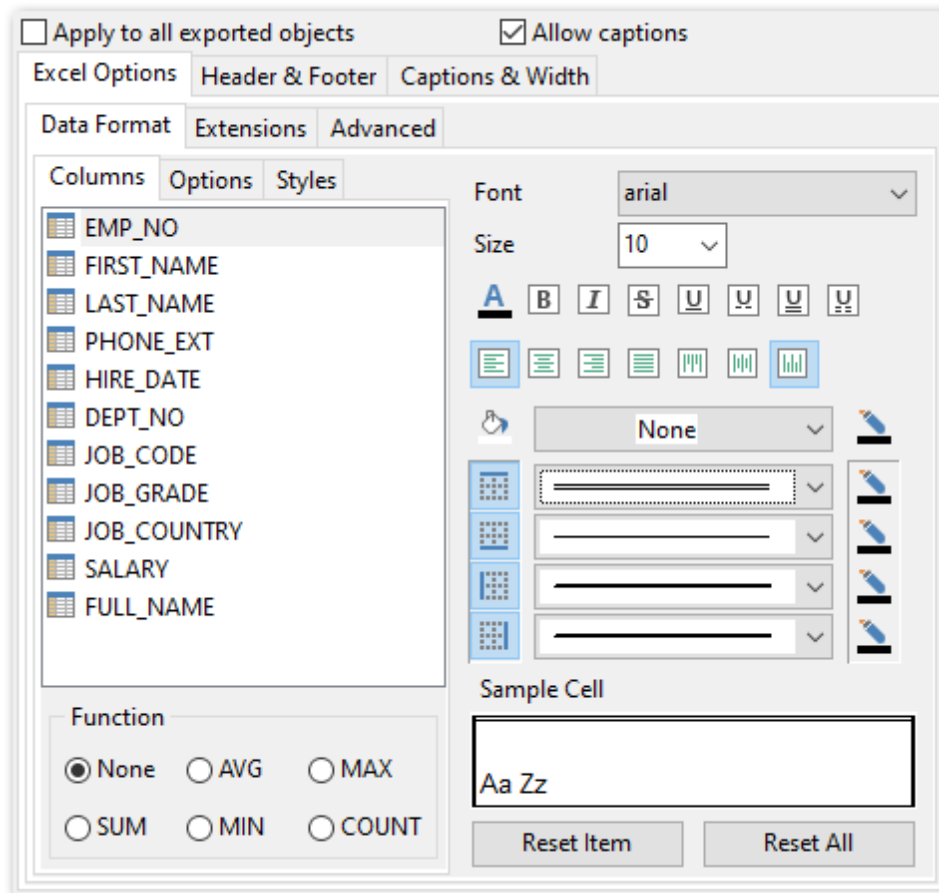 Apply to all exported objects
Allow captions
Excel Options
Header & Footer
Captions & Width
Data Format
Extensions
Advanced
Columns
Options
Styles
EMP_NO
FIRST_NAME
LAST_NAME
PHONE_EXT
HIRE_DATE
DEPT_NO
JOB_CODE
JOB_GRADE
JOB_COUNTRY
SALARY
FULL_NAME
Function
None
AVG
MAX
SUM
MIN
COUNT
Font
arial
Size
10
A B I S U U U U
None
Sample Cell
Aa Zz
Reset Item
Reset All